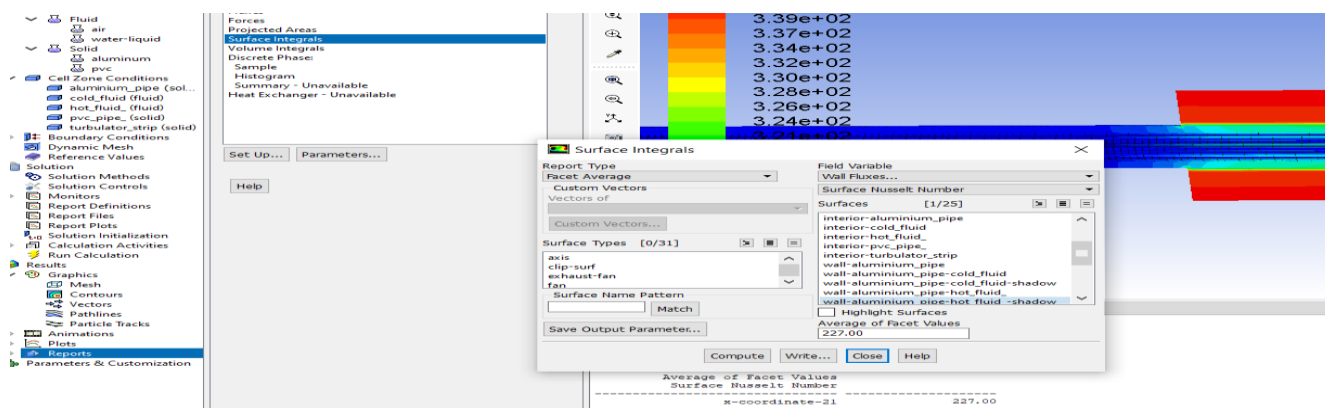 Fluid
air
water-liquid
Solid
aluminum
pvc
Cell Zone Conditions
aluminium_pipe (sol...
cold_fluid (fluid)
hot_fluid_ (fluid)
pvc_pipe_ (solid)
turbulator_strip (solid)
Boundary Conditions
Dynamic Mesh
Reference Values
Solution
Solution Methods
Solution Controls
Monitors
Report Definitions
Report Files
Report Plots
Solution Initialization
Calculation Activities
Run Calculation
Results
Graphics
Mesh
Contours
Vectors
Pathlines
Particle Tracks
Animations
Plots
Reports
Parameters & Customization
Forces
Projected Areas
Surface Integrals
Volume Integrals
Discrete Phase:
Sample
Histogram
Summary - Unavailable
Heat Exchanger - Unavailable
Set Up... Parameters...
Help
3.39e+02
3.37e+02
3.34e+02
3.32e+02
3.30e+02
3.28e+02
3.26e+02
3.24e+02
3.21e+02
Surface Integrals
Report Type
Facet Average
Custom Vectors
Vectors of
Custom Vectors...
Surface Types [0/31]
axis
clip-surf
exhaust-fan
fan
Surface Name Pattern
Match
Save Output Parameter...
Field Variable
Wall Fluxes...
Surface Nusselt Number
Surfaces [1/25]
interior-aluminium_pipe
interior-cold_fluid
interior-hot_fluid_
interior-pvc_pipe_
interior-turbulator_strip
wall-aluminium_pipe
wall-aluminium_pipe-cold_fluid
wall-aluminium_pipe-cold_fluid-shadow
wall-aluminium_pipe-hot_fluid_
wall-aluminium_pipe-hot_fluid_-shadow
Highlight Surfaces
Average of Facet Values
227.00
Compute Write... Close Help
Average of Facet Values
Surface Nusselt Number
x-coordinate-21 227.00